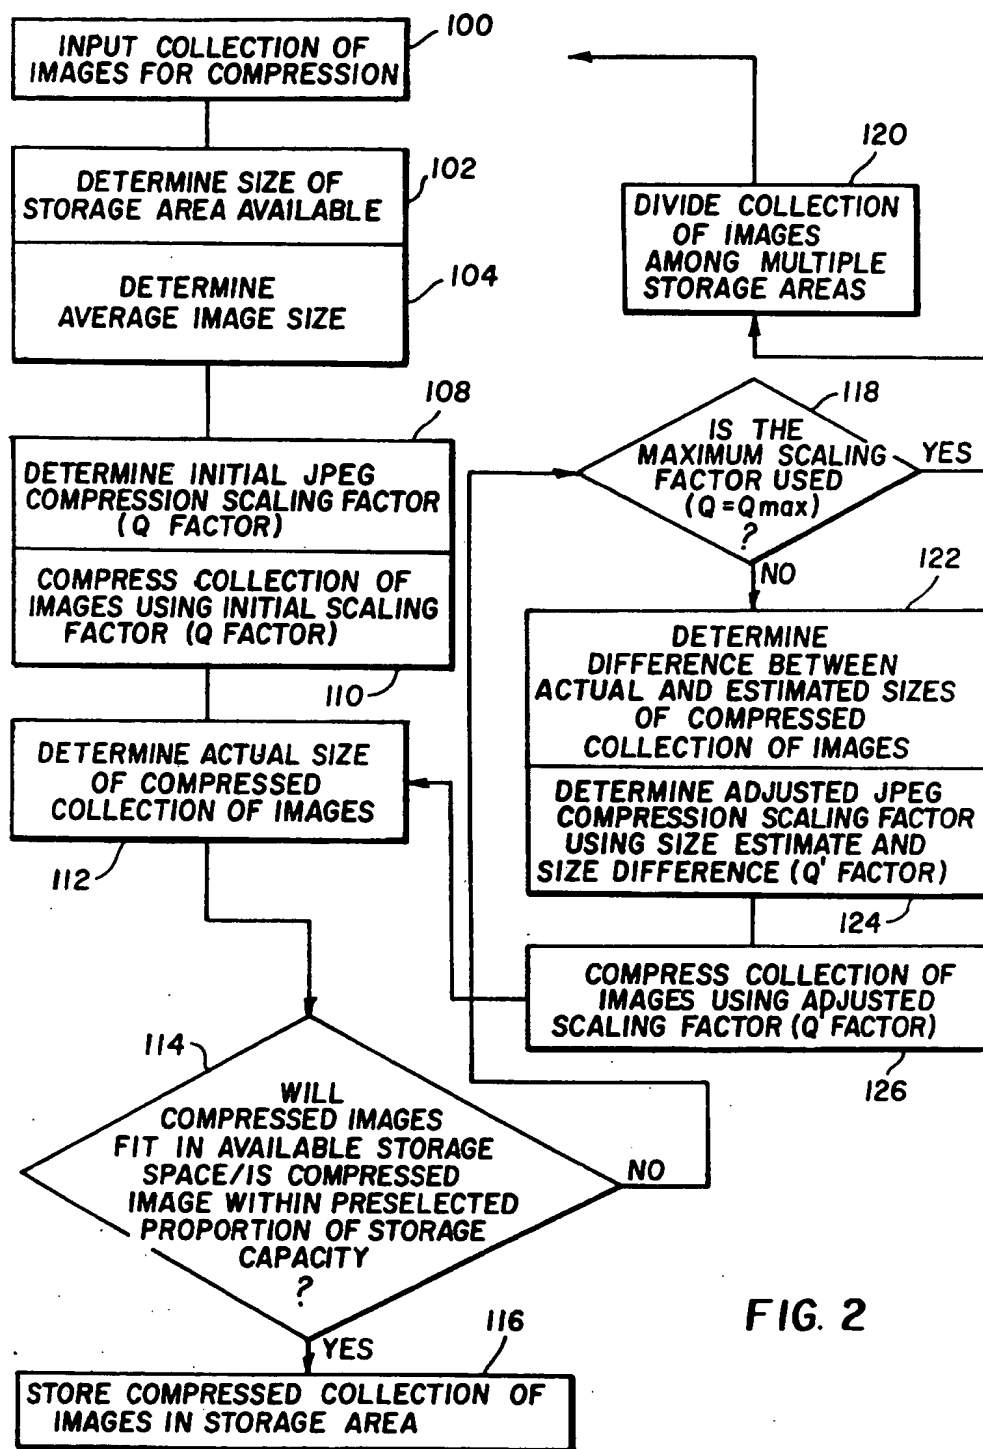 100
INPUT COLLECTION OF
IMAGES FOR COMPRESSION
102
DETERMINE SIZE OF
STORAGE AREA AVAILABLE
104
DETERMINE
AVERAGE IMAGE SIZE
108
DETERMINE INITIAL JPEG
COMPRESSION SCALING FACTOR
(Q FACTOR)
COMPRESS COLLECTION OF
IMAGES USING INITIAL SCALING
FACTOR (Q FACTOR)
110
DETERMINE ACTUAL SIZE
OF COMPRESSED
COLLECTION OF IMAGES
112
114
WILL
COMPRESSED IMAGES
FIT IN AVAILABLE STORAGE
SPACE/IS COMPRESSED
IMAGE WITHIN PRESELECTED
PROPORTION OF STORAGE
CAPACITY
?
NO
YES
116
STORE COMPRESSED COLLECTION OF
IMAGES IN STORAGE AREA
120
DIVIDE COLLECTION
OF IMAGES
AMONG MULTIPLE
STORAGE AREAS
118
IS THE
MAXIMUM SCALING
FACTOR USED
(Q=Qmax)
?
YES
NO
122
DETERMINE
DIFFERENCE BETWEEN
ACTUAL AND ESTIMATED SIZES
OF COMPRESSED
COLLECTION OF IMAGES
DETERMINE ADJUSTED JPEG
COMPRESSION SCALING FACTOR
USING SIZE ESTIMATE AND
SIZE DIFFERENCE (Q' FACTOR)
124
COMPRESS COLLECTION OF
IMAGES USING ADJUSTED
SCALING FACTOR (Q' FACTOR)
126
FIG. 2